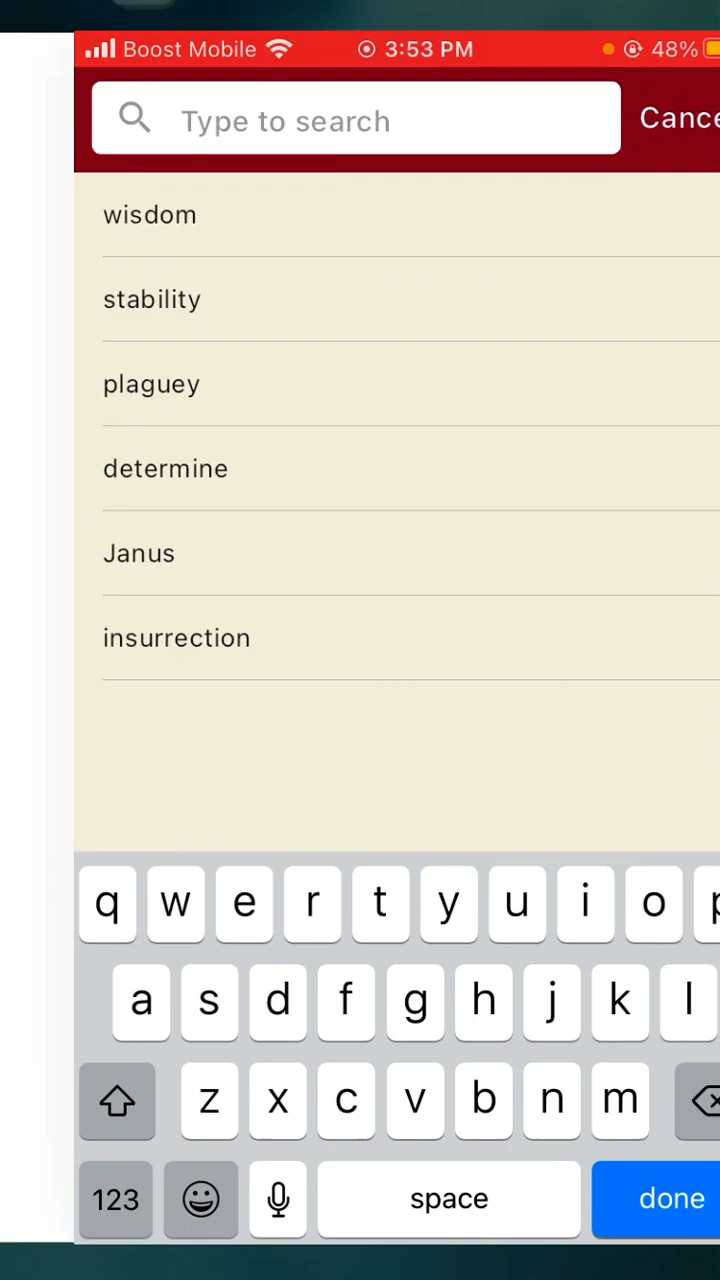 Boost Mobile 3:53 PM 48%
Type to search Cance
wisdom
stability
plaguey
determine
Janus
insurrection
q w e r t y u i o p
a s d f g h j k l
z x c v b n m
123 space done